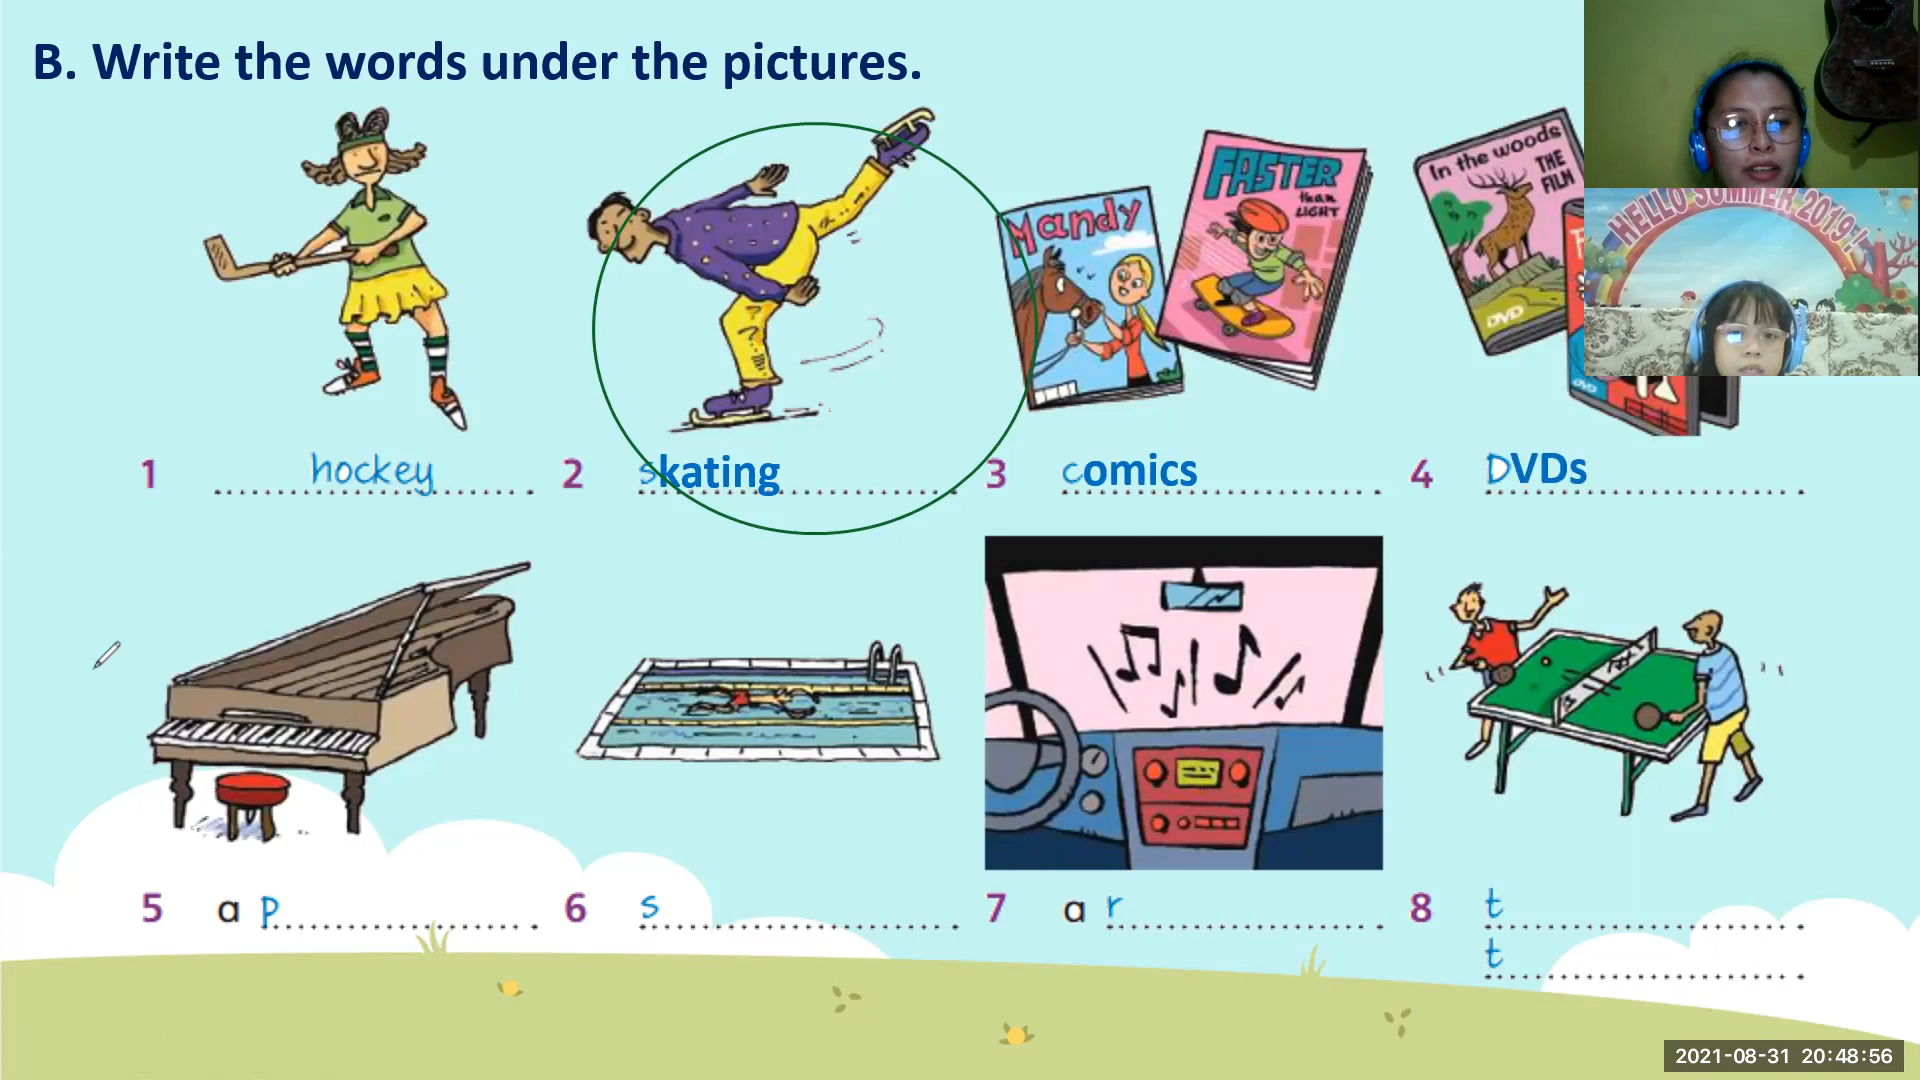 B. Write the words under the pictures.
Mandy
FASTER
than
LIGHT
In the woods
THE
FILM
DVD
DVD
HELLO SUMMER 2019!
1 hockey 2 skating 3 comics 4 DVDs
5 a p 6 s 7 a r 8 t
t
2021-08-31 20:48:56